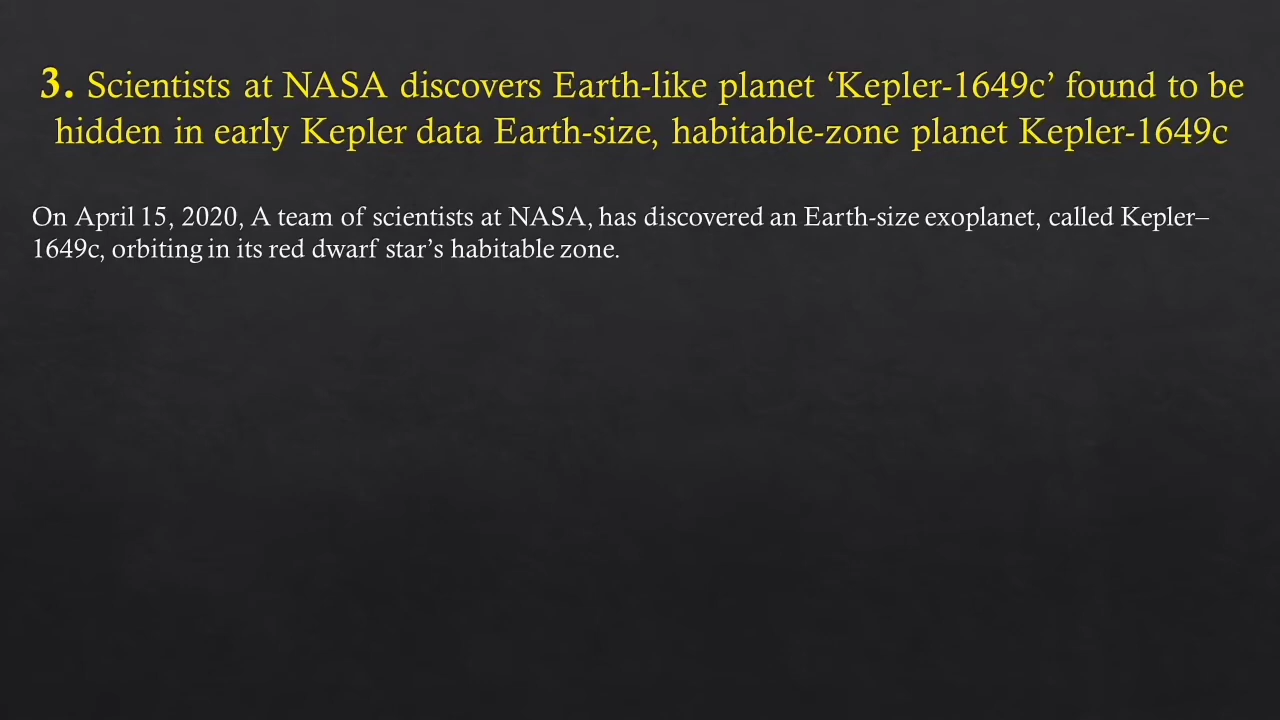 3. Scientists at NASA discovers Earth-like planet ‘Kepler-1649c’ found to be
hidden in early Kepler data Earth-size, habitable-zone planet Kepler-1649c
On April 15, 2020, A team of scientists at NASA, has discovered an Earth-size exoplanet, called Kepler–
1649c, orbiting in its red dwarf star’s habitable zone.